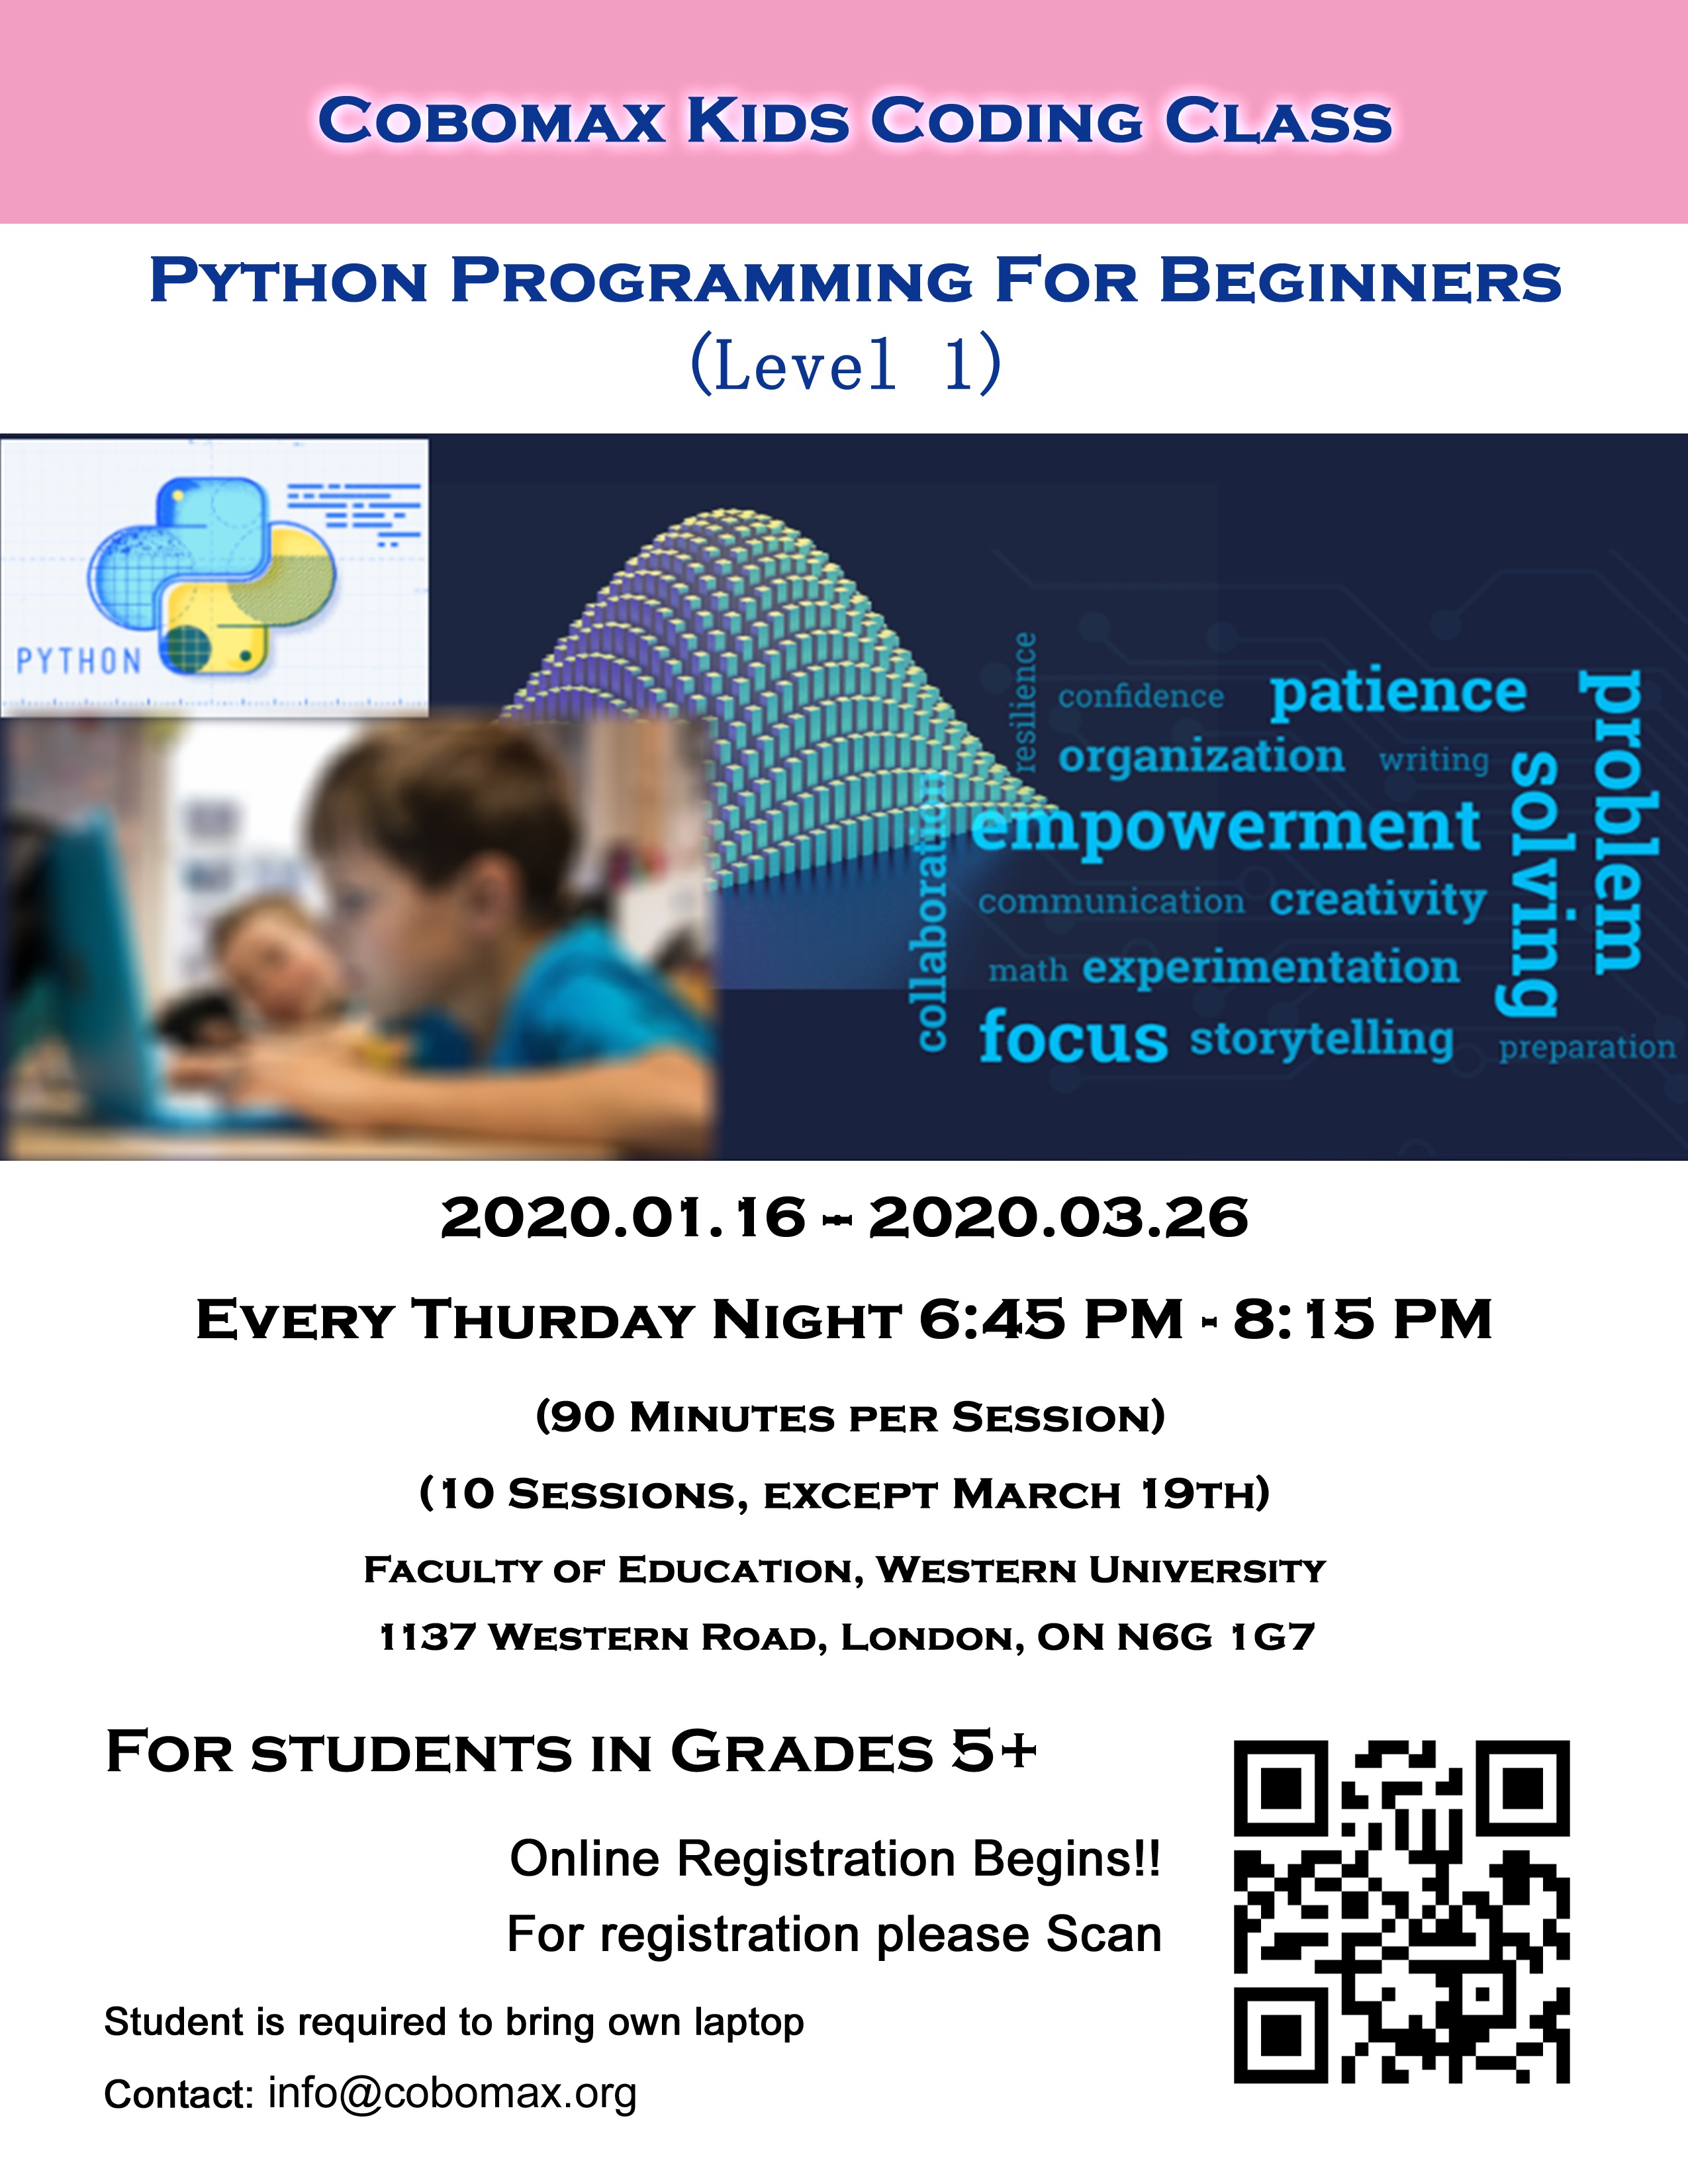 Cobomax Kids Coding Class
Python Programming For Beginners
(Level 1)
PYTHON
resilience
confidence
patience
problem
organization
writing
solving
empowerment
collaboration
communication
creativity
math
experimentation
focus
storytelling
preparation
2020.01.16 -- 2020.03.26
Every Thurday Night 6:45 PM - 8:15 PM
(90 Minutes per Session)
(10 Sessions, except March 19th)
Faculty of Education, Western University
1137 Western Road, London, ON N6G 1G7
For students in Grades 5+
Online Registration Begins!!
For registration please Scan
Student is required to bring own laptop
Contact: info@cobomax.org